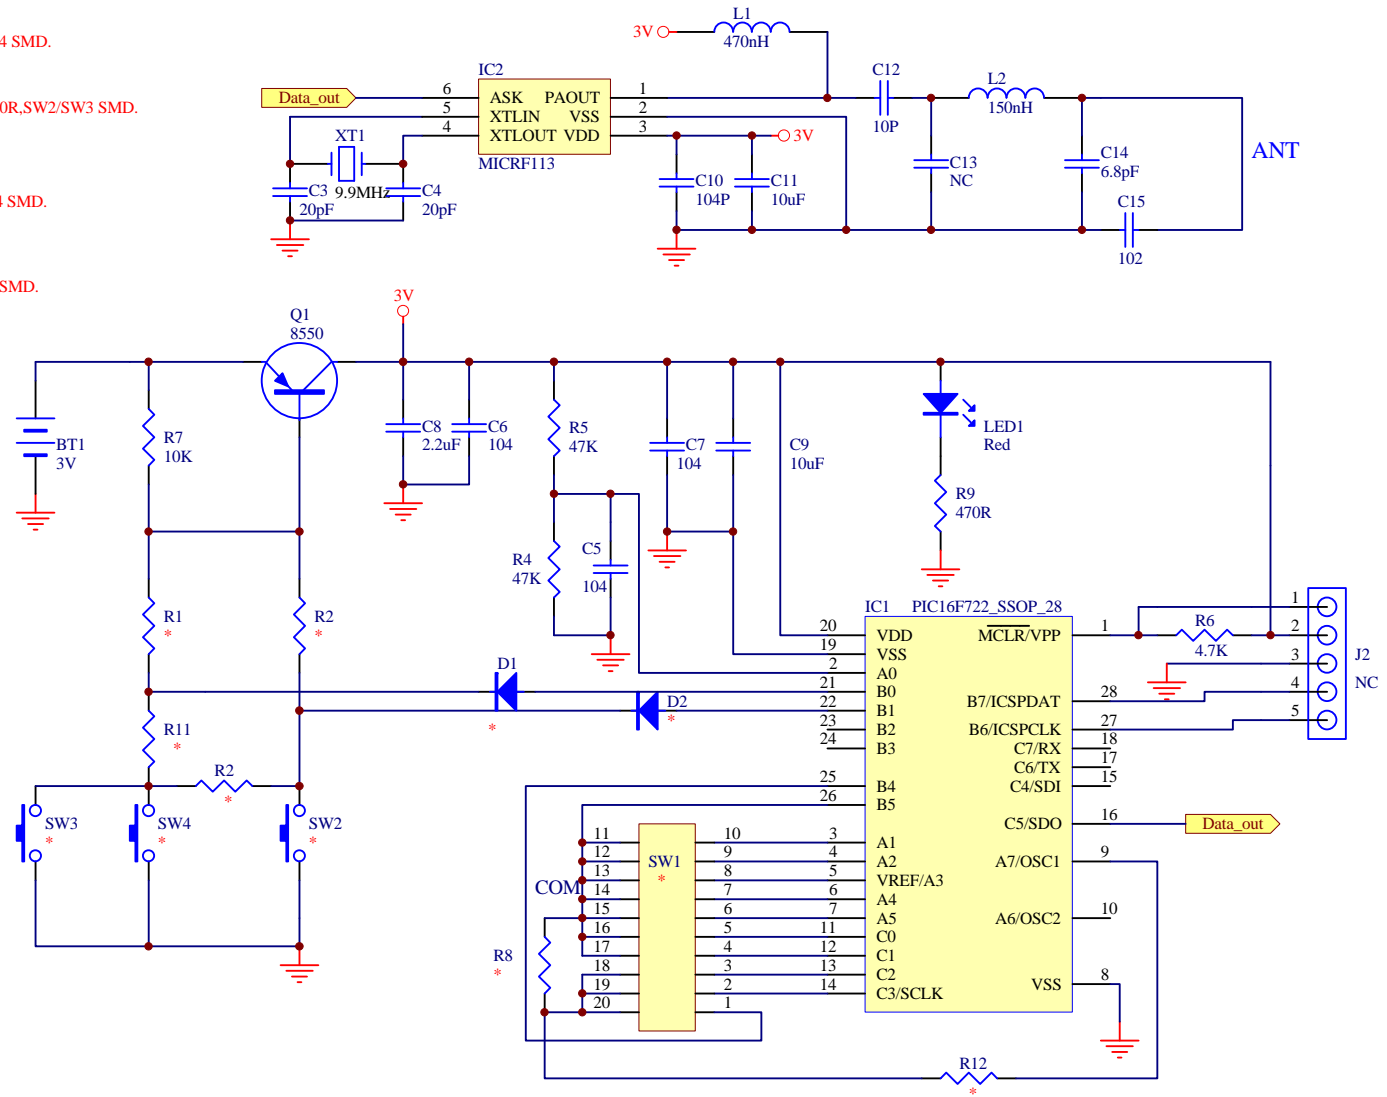 4 SMD.
0R,SW2/SW3 SMD.
4 SMD.
SMD.
L1
3V
470nH
IC2
Data_out
6 ASK PAOUT 1
5 XTLIN VSS 2
4 XTLOUT VDD 3
MICRF113
XT1
9.9MHz
C3
20pF
C4
20pF
3V
C10
104P
C11
10uF
C12
10P
L2
150nH
C13
NC
C14
6.8pF
C15
102
ANT
3V
Q1
8550
BT1
3V
R7
10K
C8
2.2uF
C6
104
R5
47K
C7
104
C9
10uF
LED1
Red
R9
470R
R4
47K
C5
104
R1
*
R2
*
D1
*
D2
*
R11
*
R2
*
SW3
*
SW4
*
SW2
*
IC1 PIC16F722_SSOP_28
20 VDD MCLR/VPP 1
19 VSS
2 A0
21 B0
22 B1 B7/ICSPDAT 28
23 B2 B6/ICSPCLK 27
24 B3 C7/RX 18
C6/TX 17
25 B4 C4/SDI 15
26 B5
C5/SDO 16
Data_out
3 A1
4 A2 A7/OSC1 9
5 VREF/A3
6 A4
7 A5 A6/OSC2 10
11 C0
12 C1
13 C2
14 C3/SCLK
VSS 8
R6
4.7K
1
2
3
4
5
J2
NC
COM
SW1
*
11 10
12 9
13 8
14 7
15 6
16 5
17 4
18 3
19 2
20 1
R8
*
R12
*